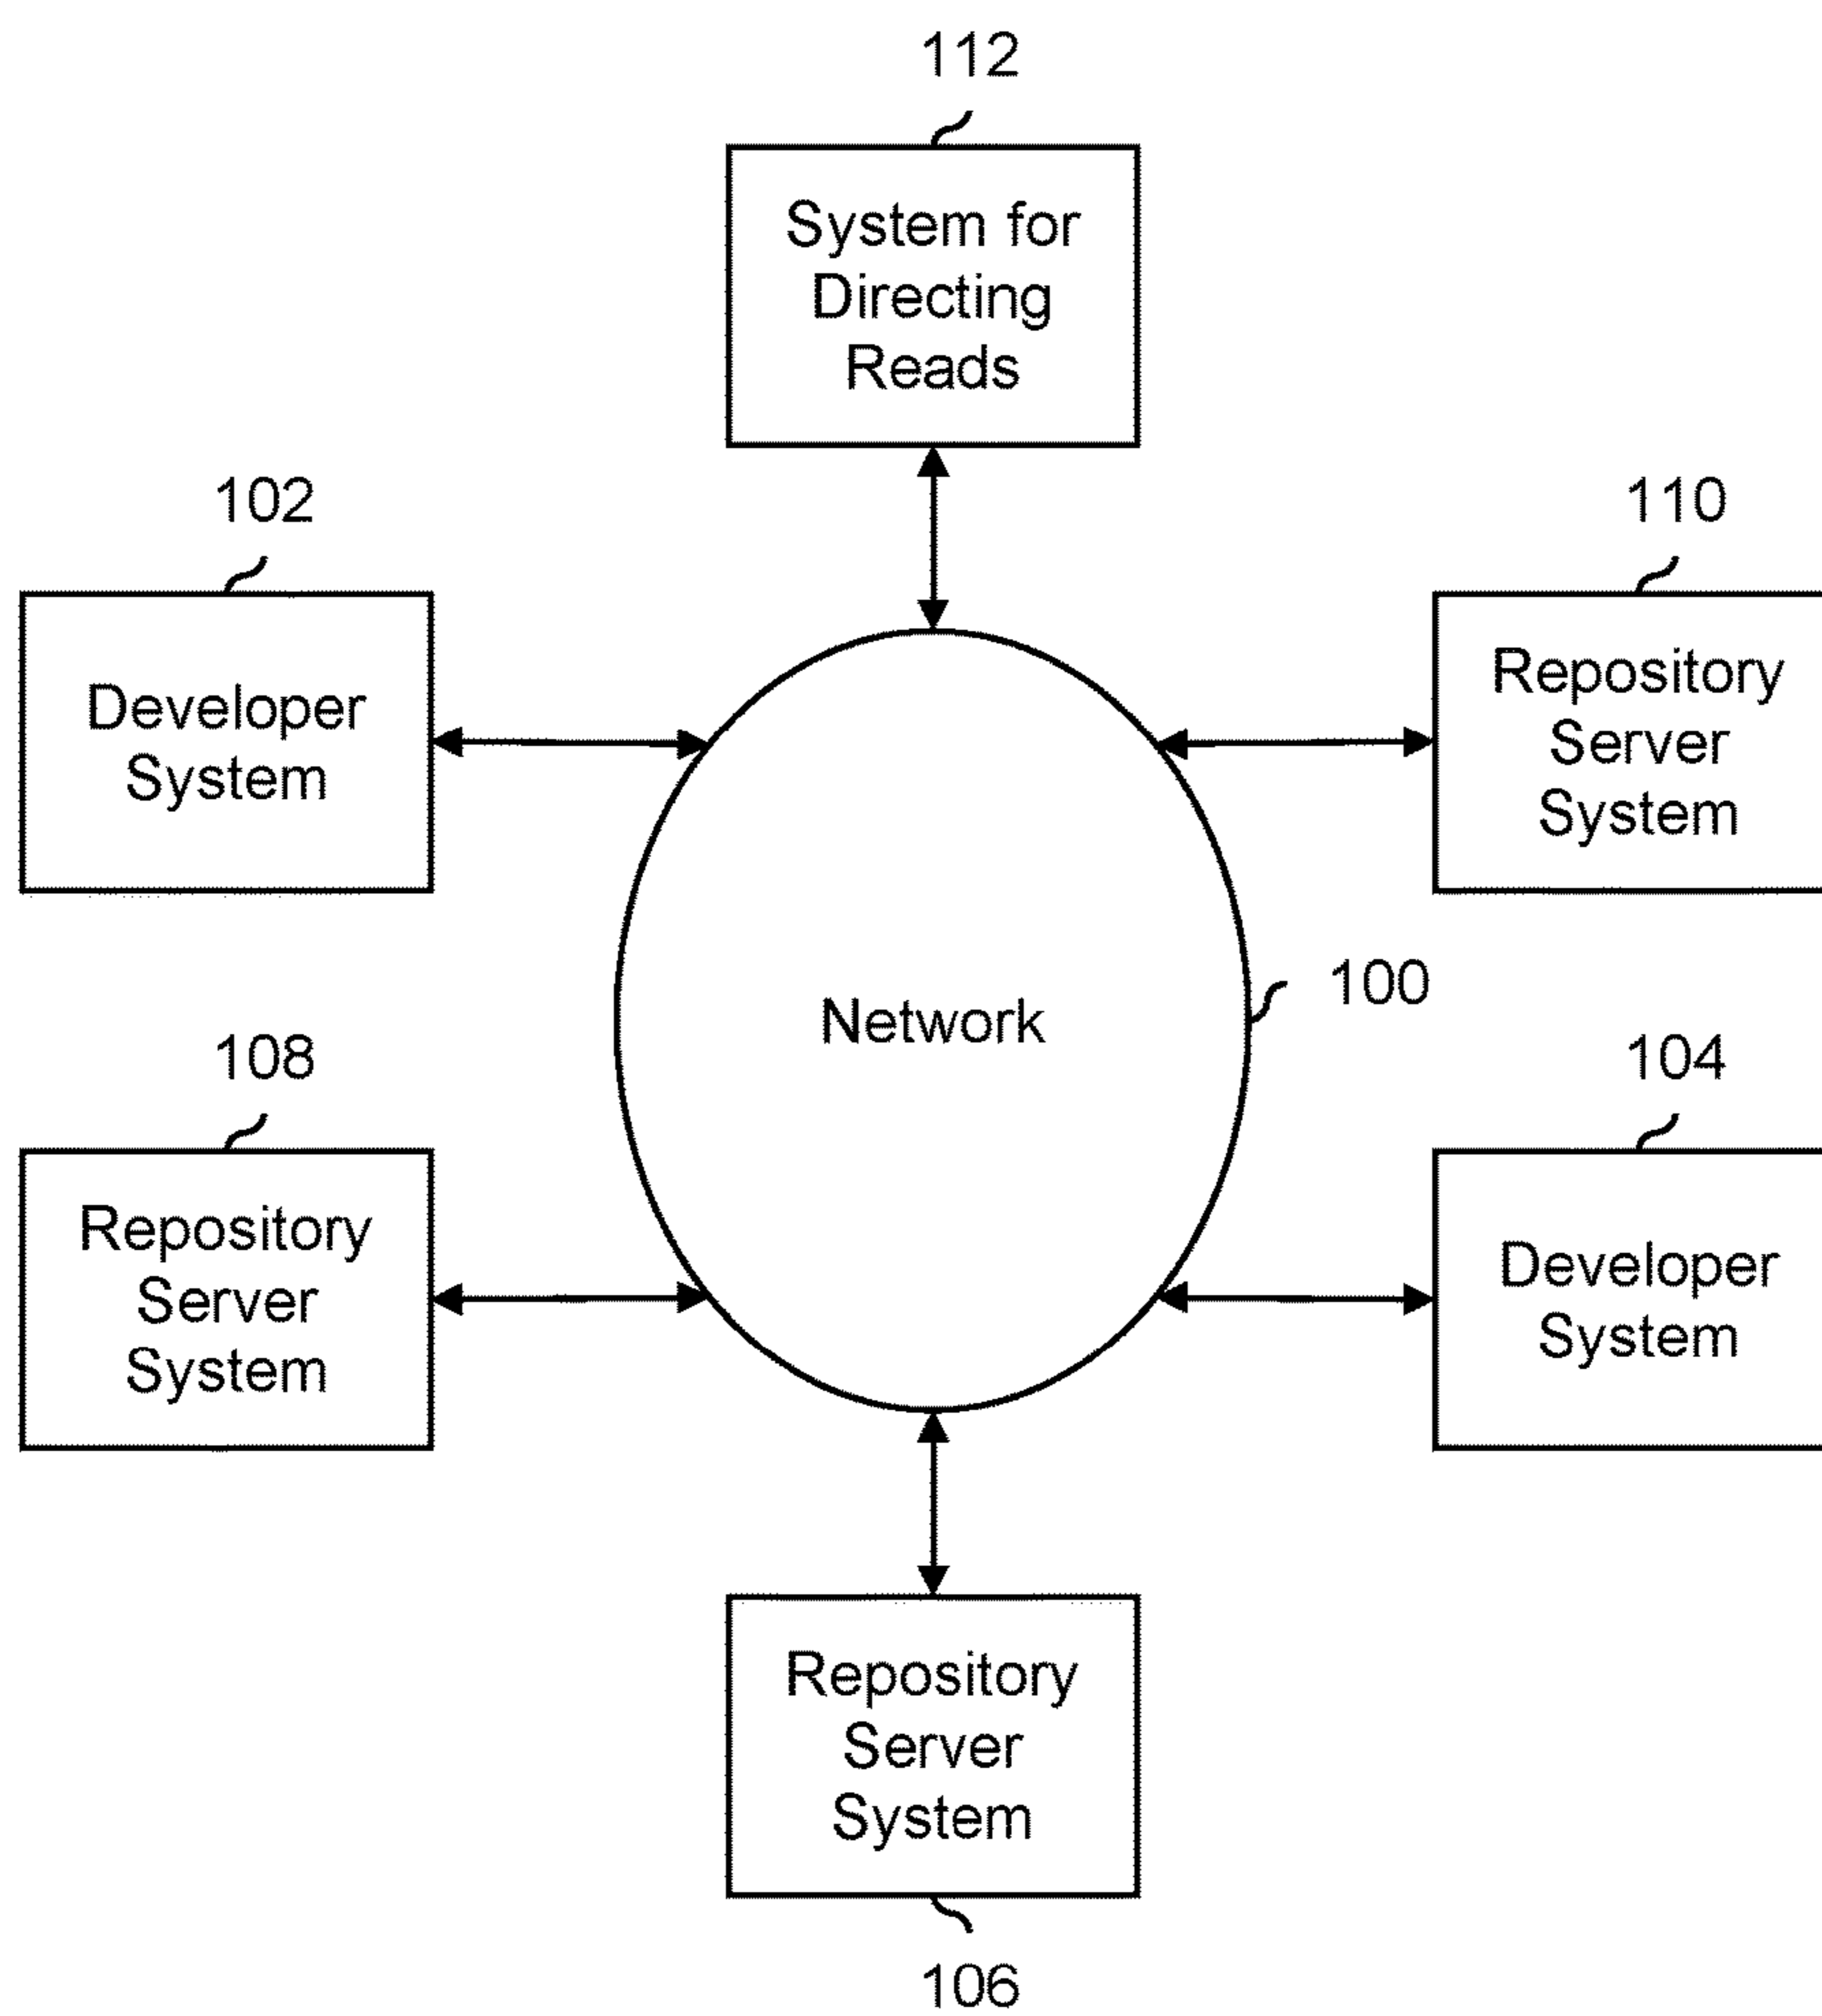 112
System for
Directing
Reads
102
110
Developer
System
Repository
Server
System
Network
100
108
104
Repository
Server
System
Developer
System
Repository
Server
System
106